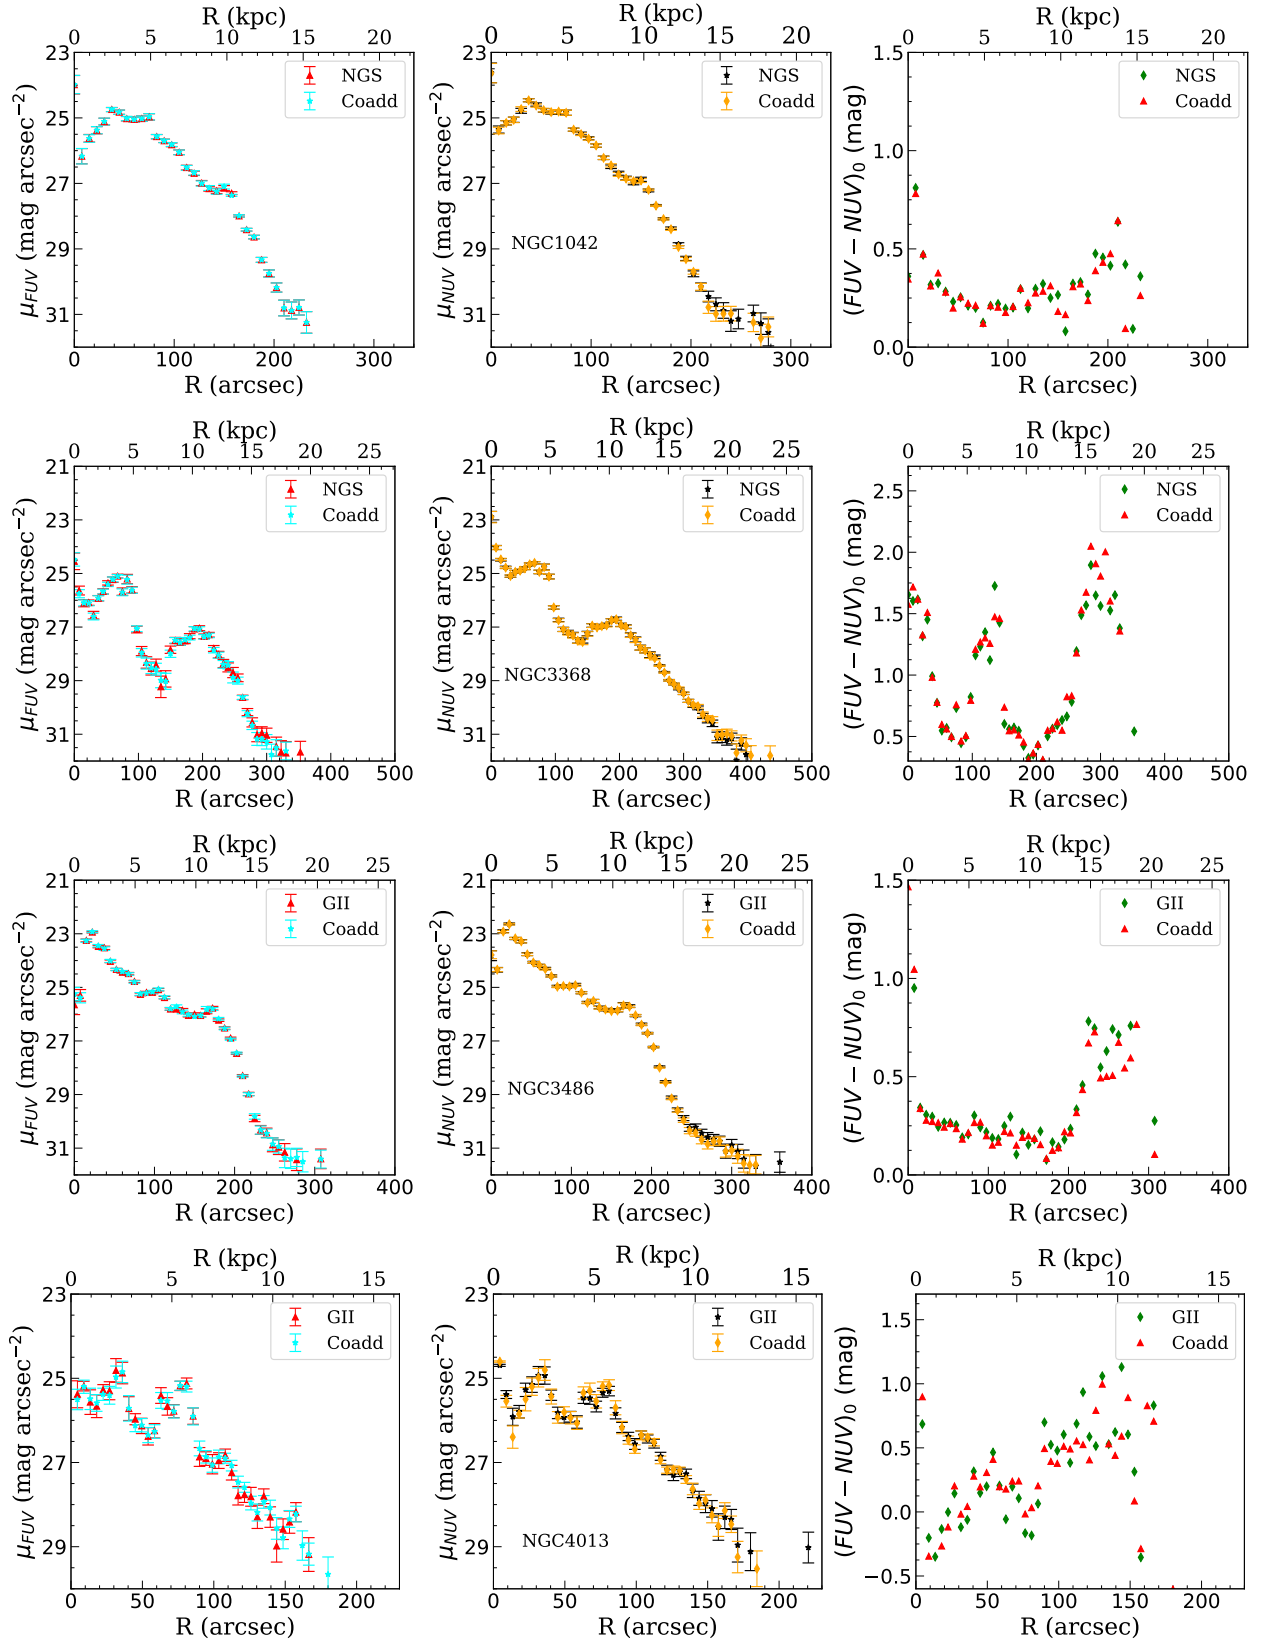 R (kpc) R (kpc) R (kpc)
0 5 10 15 20 0 5 10 15 20 0 5 10 15 20
23 25 27 29 31
μFUV (mag arcsec−2)
NGS
Coadd
0 100 200 300
R (arcsec)
23 25 27 29 31
μNUV (mag arcsec−2)
NGS
Coadd
NGC1042
0 100 200 300
R (arcsec)
1.5 1.0 0.5 0.0
(FUV − NUV)0 (mag)
NGS
Coadd
0 100 200 300
R (arcsec)
R (kpc) R (kpc) R (kpc)
0 5 10 15 20 25 0 5 10 15 20 25 0 5 10 15 20 25
21 23 25 27 29 31
μFUV (mag arcsec−2)
NGS
Coadd
0 100 200 300 400 500
R (arcsec)
21 23 25 27 29 31
μNUV (mag arcsec−2)
NGS
Coadd
NGC3368
0 100 200 300 400 500
R (arcsec)
2.5 2.0 1.5 1.0 0.5
(FUV − NUV)0 (mag)
NGS
Coadd
0 100 200 300 400 500
R (arcsec)
R (kpc) R (kpc) R (kpc)
0 5 10 15 20 25 0 5 10 15 20 25 0 5 10 15 20 25
21 23 25 27 29 31
μFUV (mag arcsec−2)
GII
Coadd
0 100 200 300 400
R (arcsec)
21 23 25 27 29 31
μNUV (mag arcsec−2)
GII
Coadd
NGC3486
0 100 200 300 400
R (arcsec)
1.5 1.0 0.5 0.0
(FUV − NUV)0 (mag)
GII
Coadd
0 100 200 300 400
R (arcsec)
R (kpc) R (kpc) R (kpc)
0 5 10 15 0 5 10 15 0 5 10 15
23 25 27 29
μFUV (mag arcsec−2)
GII
Coadd
0 50 100 150 200
R (arcsec)
23 25 27 29
μNUV (mag arcsec−2)
GII
Coadd
NGC4013
0 50 100 150 200
R (arcsec)
1.5 1.0 0.5 0.0 −0.5
(FUV − NUV)0 (mag)
GII
Coadd
0 50 100 150 200
R (arcsec)